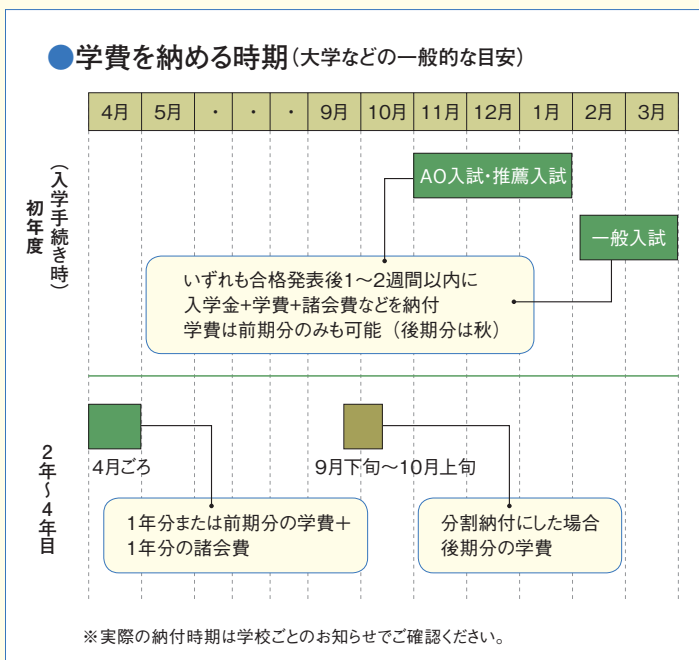 ●学費を納める時期（大学などの一般的な目安）
4月 5月 ・ ・ ・ 9月 10月 11月 12月 1月 2月 3月
初年度
（入学手続き時）
AO入試・推薦入試
一般入試
いずれも合格発表後1〜2週間以内に
入学金+学費+諸会費などを納付
学費は前期分のみも可能（後期分は秋）
2年〜4年目
4月ごろ
9月下旬〜10月上旬
1年分または前期分の学費＋
1年分の諸会費
分割納付にした場合
後期分の学費
※実際の納付時期は学校ごとのお知らせでご確認ください。